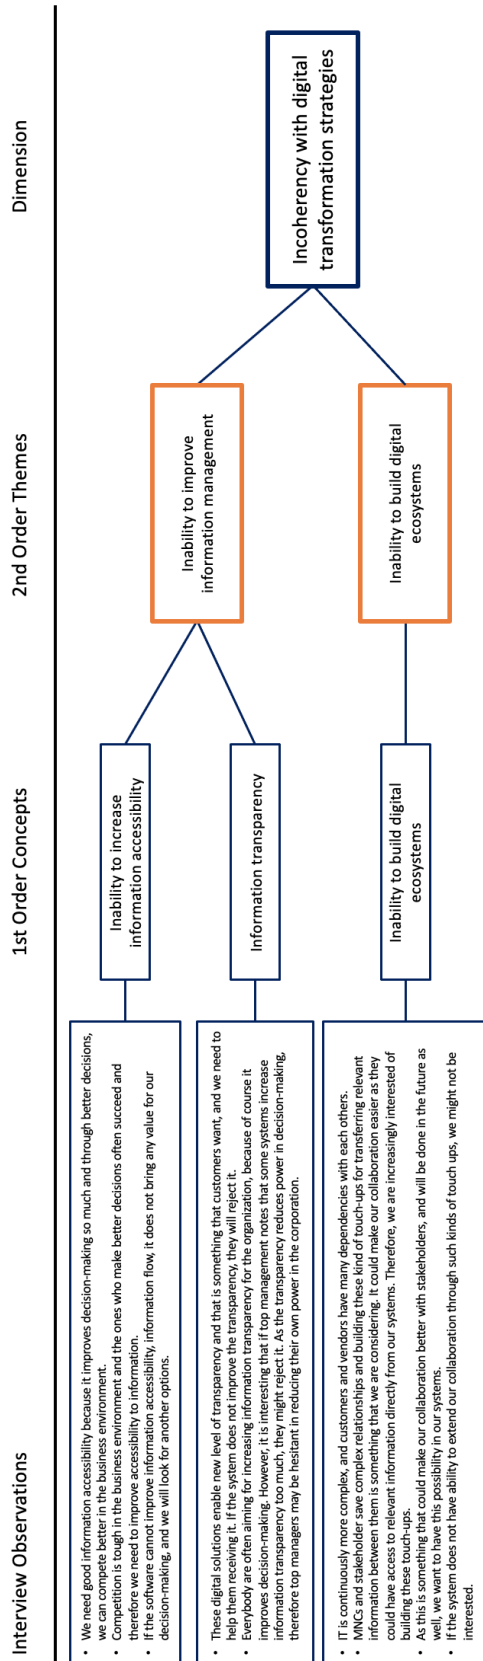 Interview Observations
1st Order Concepts
2nd Order Themes
Dimension
• We need good information accessibility because it improves decision-making so much and through better decisions,
we can compete better in the business environment.
• Competition is tough in the business environment and the ones who make better decisions often succeed and
therefore we need to improve accessibility to information.
• If the software cannot improve information accessibility, information flow, it does not bring any value for our
decision-making, and we will look for another options.
Inability to increase
information accessibility
• These digital solutions enable new level of transparency and that is something that customers want, and we need to
help them receiving it. If the system does not improve the transparency, they will reject it.
• Everybody are often aiming for increasing information transparency for the organization, because of course it
improves decision-making. However, it is interesting that if top management notes that some systems increase
information transparency too much, they might reject it. As the transparency reduces power in decision-making,
therefore top managers may be hesitant in reducing their own power in the corporation.
Information transparency
Inability to improve
information management
• IT is continuously more complex, and customers and vendors have many dependencies with each others.
• MNCs and stakeholder save complex relationships and building these kind of touch-ups for transferring relevant
information between them is something that we are considering. It could make our collaboration easier as they
could have access to relevant information directly from our systems. Therefore, we are increasingly interested of
building these touch-ups.
• As this is something that could make our collaboration better with stakeholders, and will be done in the future as
well, we want to have this possibility in our systems.
• If the system does not have ability to extend our collaboration through such kinds of touch ups, we might not be
interested.
Inability to build digital
ecosystems
Inability to build digital
ecosystems
Incoherency with digital
transformation strategies